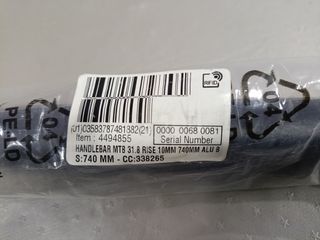 RFID
(01)03583787481382(21)
0000 0068 0081
Item : 4494855
Serial Number
HANDLEBAR MTB 31.8 RISE 10MM 740MM ALU B
S:740 MM - CC:338265
04
PE-LD
04